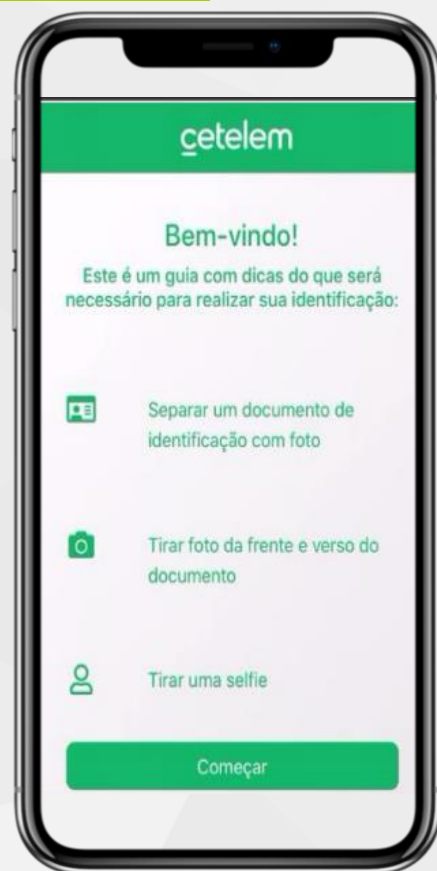 cetelem
Bem-vindo!
Este é um guia com dicas do que será
necessário para realizar sua identificação:
Separar um documento de
identificação com foto
Tirar foto da frente e verso do
documento
Tirar uma selfie
Começar